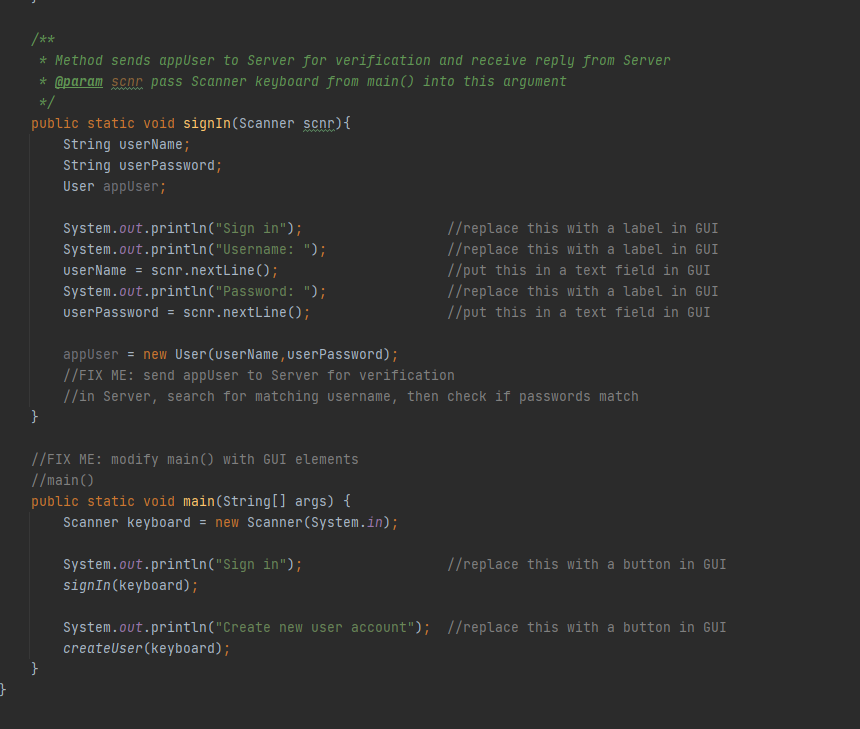 }
/**
* Method sends appUser to Server for verification and receive reply from Server
* @param scnr pass Scanner keyboard from main() into this argument
*/
public static void signIn(Scanner scnr){
String userName;
String userPassword;
User appUser;
System.out.println("Sign in"); //replace this with a label in GUI
System.out.println("Username: "); //replace this with a label in GUI
userName = scnr.nextLine(); //put this in a text field in GUI
System.out.println("Password: "); //replace this with a label in GUI
userPassword = scnr.nextLine(); //put this in a text field in GUI
appUser = new User(userName,userPassword);
//FIX ME: send appUser to Server for verification
//in Server, search for matching username, then check if passwords match
}
//FIX ME: modify main() with GUI elements
//main()
public static void main(String[] args) {
Scanner keyboard = new Scanner(System.in);
System.out.println("Sign in"); //replace this with a button in GUI
signIn(keyboard);
System.out.println("Create new user account"); //replace this with a button in GUI
createUser(keyboard);
}
}